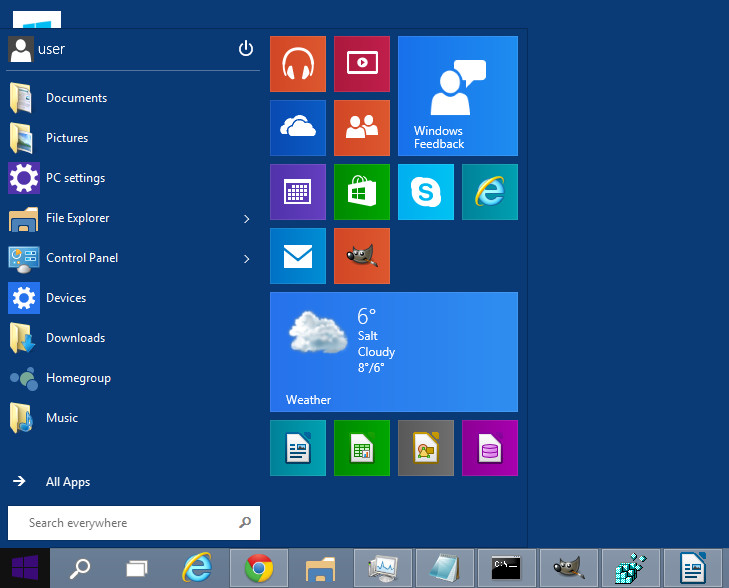 user
Documents
Pictures
PC settings
File Explorer
Control Panel
Devices
Downloads
Homegroup
Music
All Apps
Search everywhere
Windows
Feedback
6°
Salt
Cloudy
8°/6°
Weather
C:\_